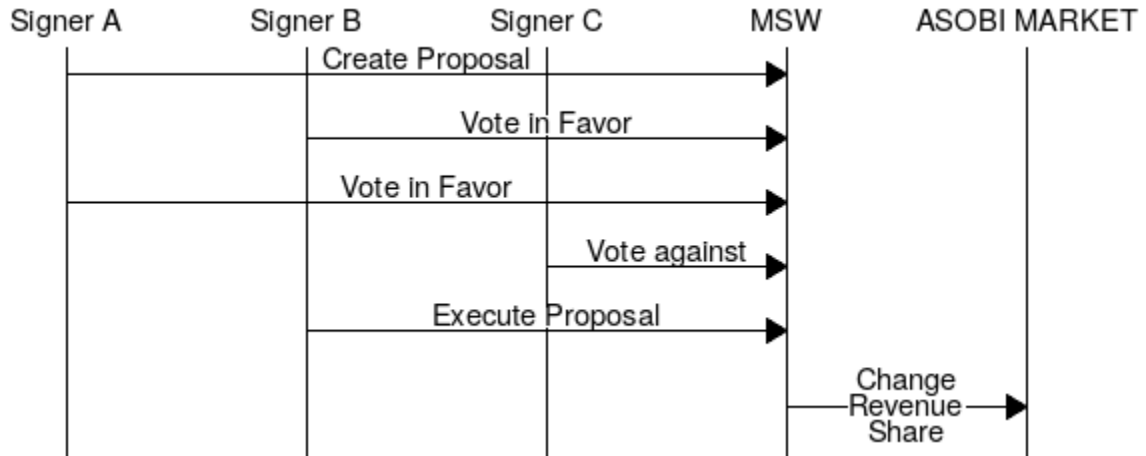 Signer A
Signer B
Signer C
MSW
ASOBI MARKET
Create Proposal
Vote in Favor
Vote in Favor
Vote against
Execute Proposal
Change
Revenue
Share